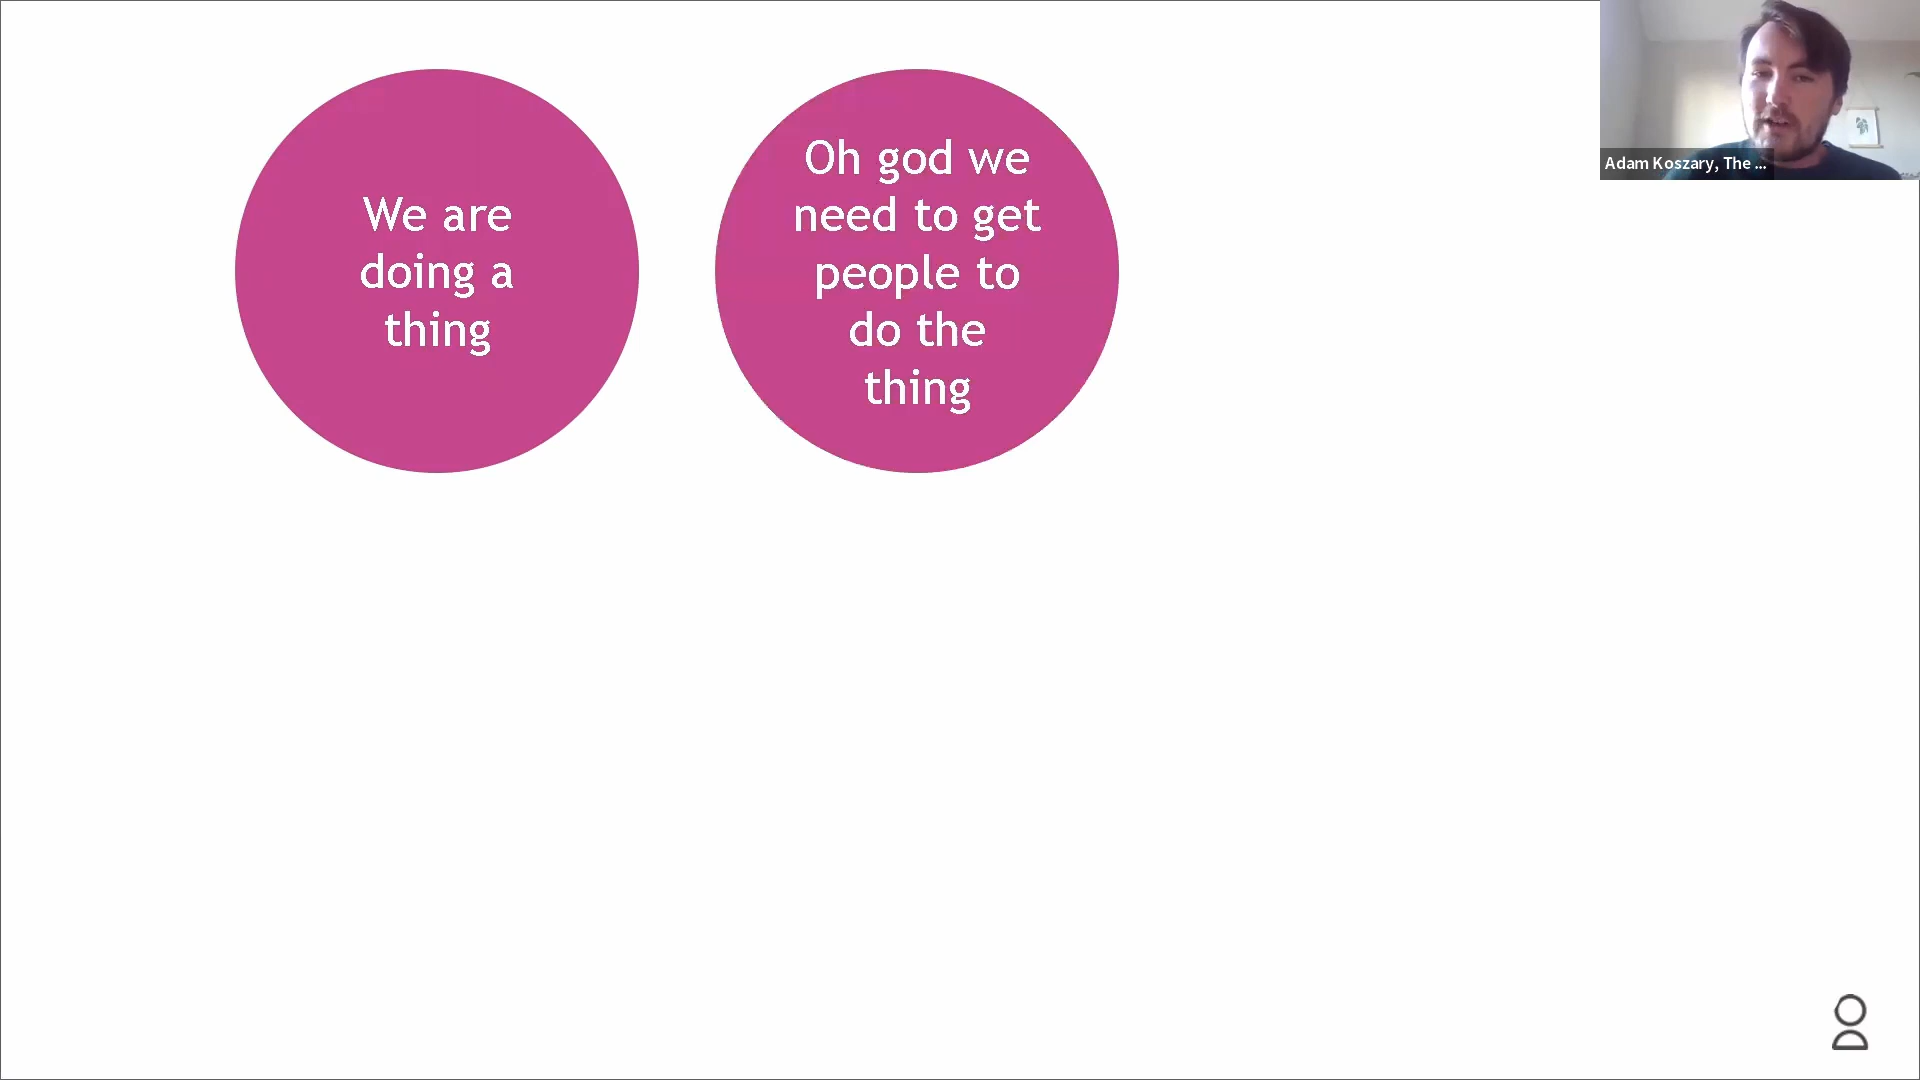 We are
doing a
thing
Oh god we
need to get
people to
do the
thing
Adam Koszary, The ...